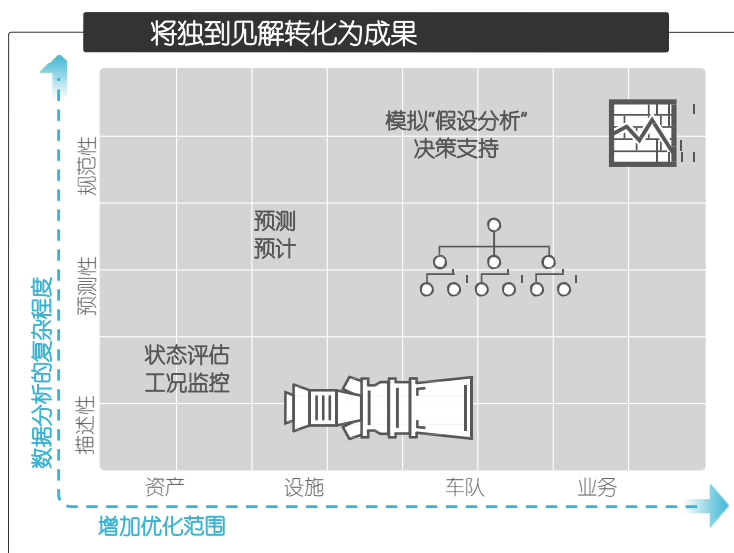 将独到见解转化为成果
模拟"假设分析"
决策支持
规范性
预测
预计
预测性
数据分析的复杂程度
状态评估
工况监控
描述性
资产
设施
车队
业务
增加优化范围